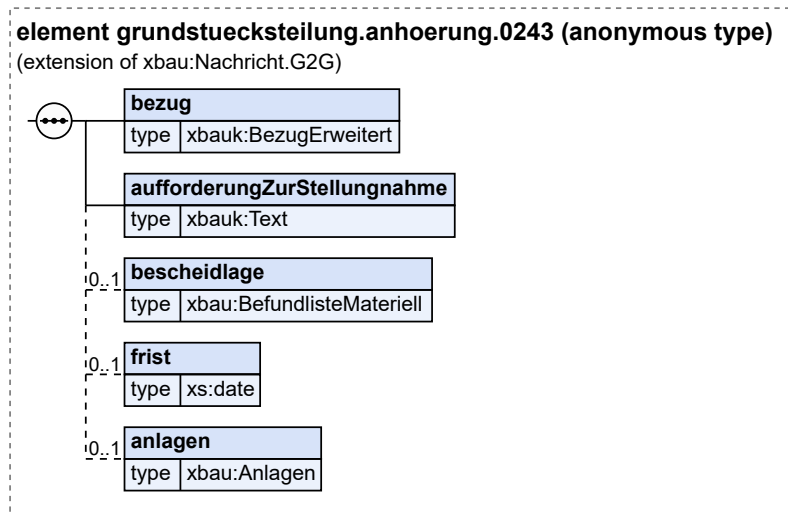 element grundstuecksteilung.anhoerung.0243 (anonymous type)
(extension of xbau:Nachricht.G2G)
bezug
type xbauk:BezugErweitert
aufforderungZurStellungnahme
type xbauk:Text
0..1 bescheidlage
type xbau:BefundlisteMateriell
0..1 frist
type xs:date
0..1 anlagen
type xbau:Anlagen